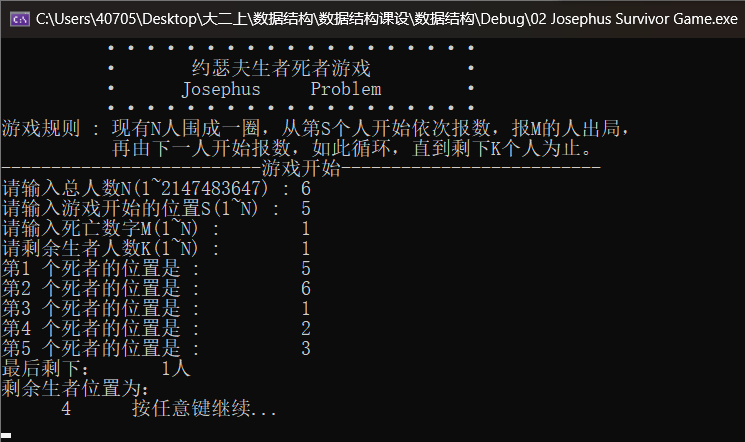 C:\Users\40705\Desktop\大二上\数据结构\数据结构课设\数据结构\Debug\02 Josephus Survivor Game.exe
· · · · · · · · · · · · · · · · · · ·
· 约瑟夫生者死者游戏 ·
· Josephus Problem ·
· · · · · · · · · · · · · · · · · · ·
游戏规则 : 现有N人围成一圈，从第S个人开始依次报数，报M的人出局，
再由下一人开始报数，如此循环，直到剩下K个人为止。
--------------------------游戏开始--------------------------
请输入总人数N(1~2147483647) : 6
请输入游戏开始的位置S(1~N) : 5
请输入死亡数字M(1~N) : 1
请剩余生者人数K(1~N) : 1
第1 个死者的位置是 : 5
第2 个死者的位置是 : 6
第3 个死者的位置是 : 1
第4 个死者的位置是 : 2
第5 个死者的位置是 : 3
最后剩下: 1人
剩余生者位置为:
4 按任意键继续...